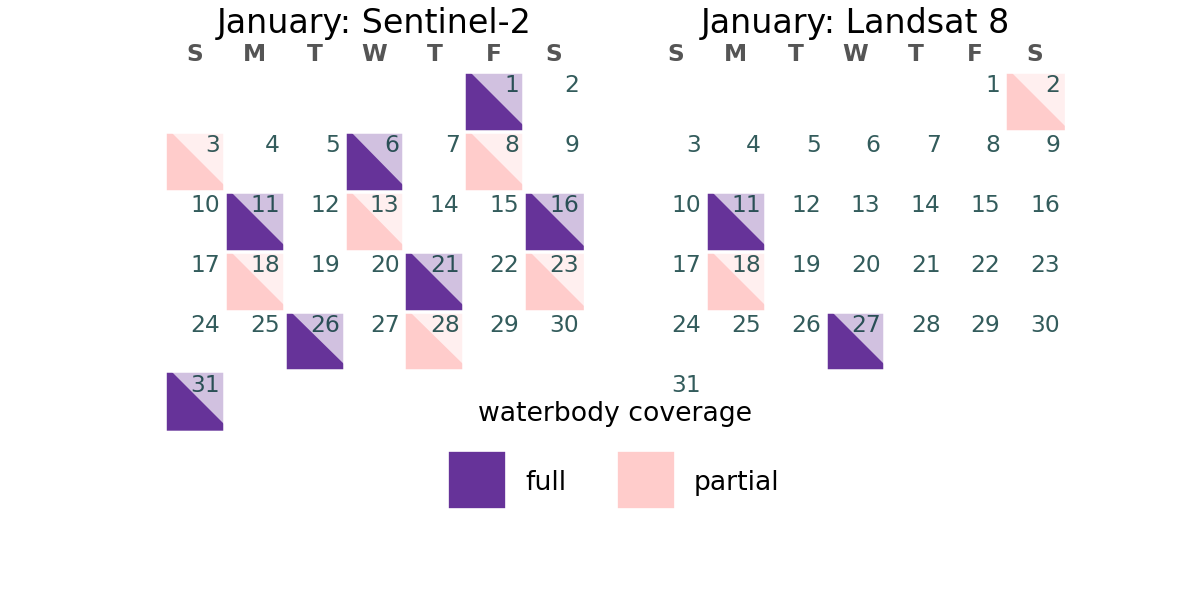 January: Sentinel-2
S M T W T F S
1 2
3 4 5 6 7 8 9
10 11 12 13 14 15 16
17 18 19 20 21 22 23
24 25 26 27 28 29 30
31
January: Landsat 8
S M T W T F S
1 2
3 4 5 6 7 8 9
10 11 12 13 14 15 16
17 18 19 20 21 22 23
24 25 26 27 28 29 30
31
waterbody coverage
full partial